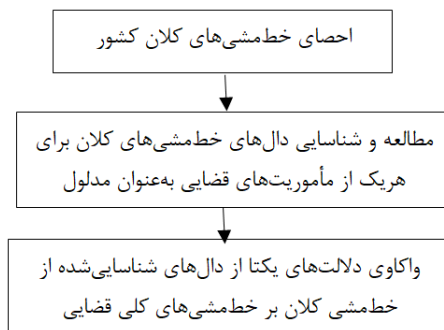 احصای خط‌مشی‌های کلان کشور
مطالعه و شناسایی دال‌های خط‌مشی‌های کلان برای
هریک از مأموریت‌های قضایی به‌عنوان مدلول
واکاوی دلالت‌های یکتا از دال‌های شناسایی‌شده از
خط‌مشی کلان بر خط‌مشی‌های کلی قضایی